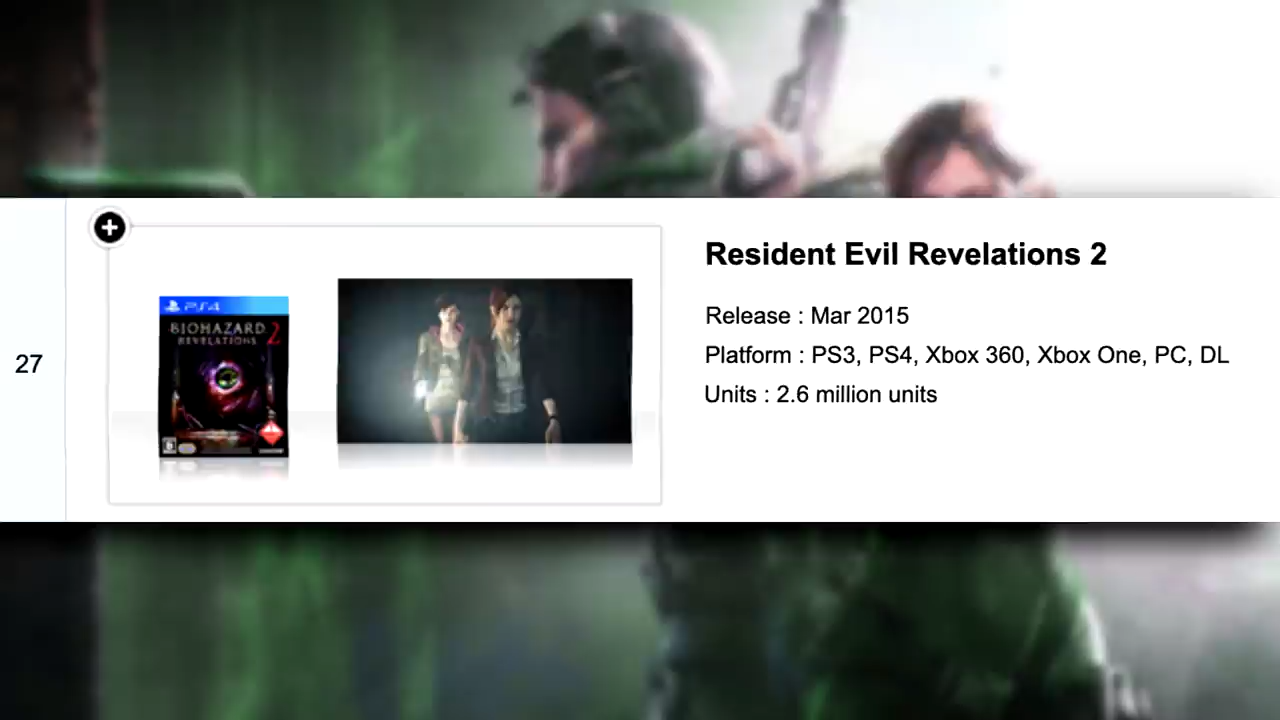 27
PS4
BIOHAZARD
REVELATIONS 2
Resident Evil Revelations 2
Release : Mar 2015
Platform : PS3, PS4, Xbox 360, Xbox One, PC, DL
Units : 2.6 million units